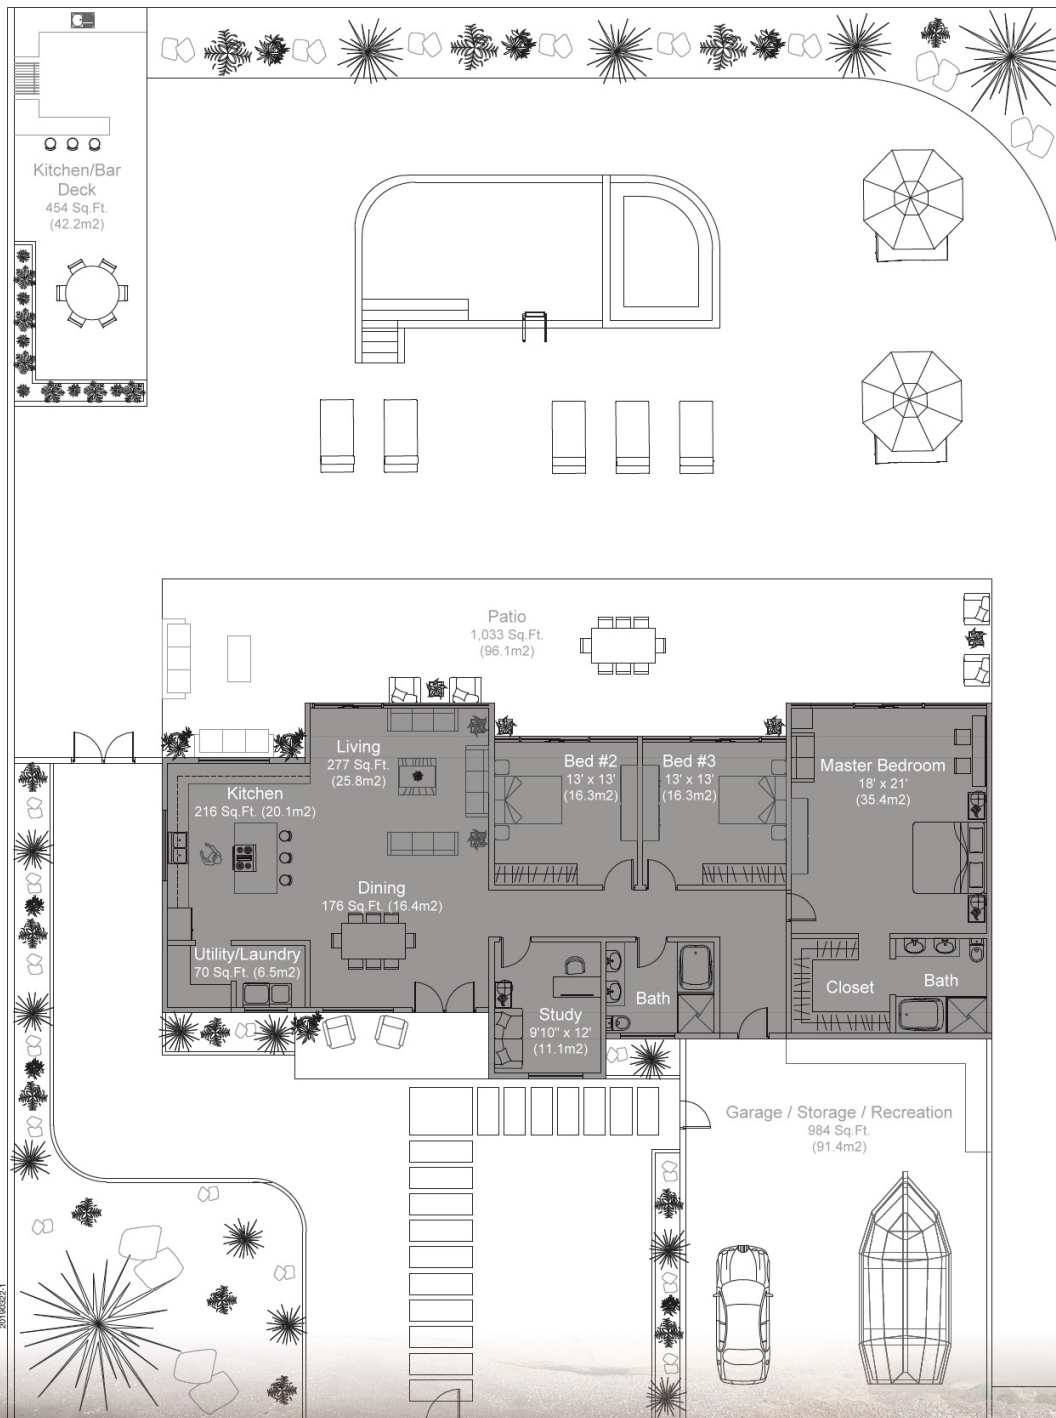 Kitchen/Bar
Deck
454 Sq.Ft.
(42.2m2)
Patio
1,033 Sq.Ft.
(96.1m2)
Living
277 Sq.Ft.
(25.8m2)
Bed #2
13' x 13'
(16.3m2)
Bed #3
13' x 13'
(16.3m2)
Master Bedroom
18' x 21'
(35.4m2)
Kitchen
216 Sq.Ft. (20.1m2)
Dining
176 Sq.Ft. (16.4m2)
Utility/Laundry
70 Sq.Ft. (6.5m2)
Study
9'10" x 12'
(11.1m2)
Bath
Closet
Bath
Garage / Storage / Recreation
984 Sq.Ft.
(91.4m2)
20190322-1